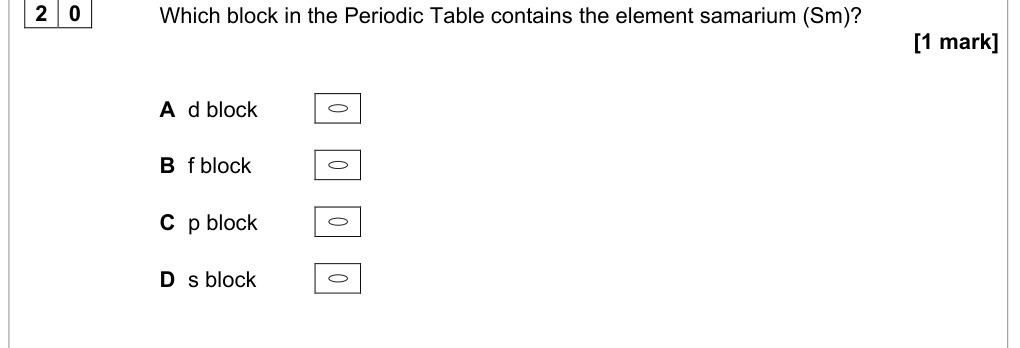 2 0 Which block in the Periodic Table contains the element samarium (Sm)?
[1 mark]
A d block
B f block
C p block
D s block